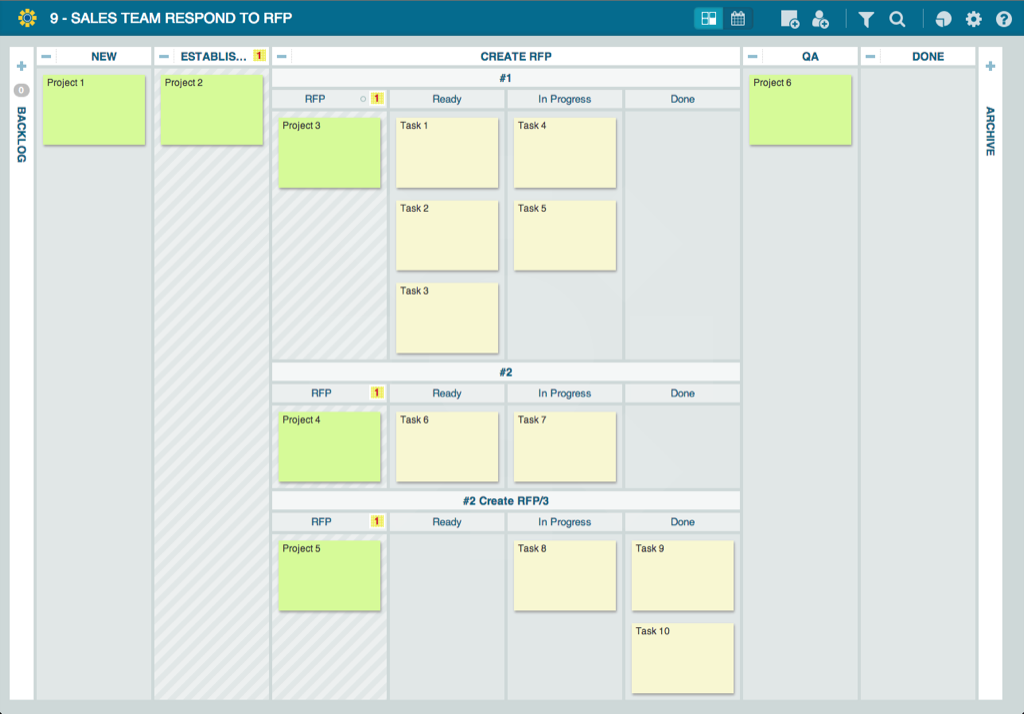 9 - SALES TEAM RESPOND TO RFP
0
BACKLOG
NEW
Project 1
ESTABLIS... 1
Project 2
CREATE RFP
#1
RFP 1 Ready In Progress Done
Project 3 Task 1 Task 4
Task 2 Task 5
Task 3
#2
RFP 1 Ready In Progress Done
Project 4 Task 6 Task 7
#2 Create RFP/3
RFP 1 Ready In Progress Done
Project 5 Task 8 Task 9
Task 10
QA
Project 6
DONE
ARCHIVE